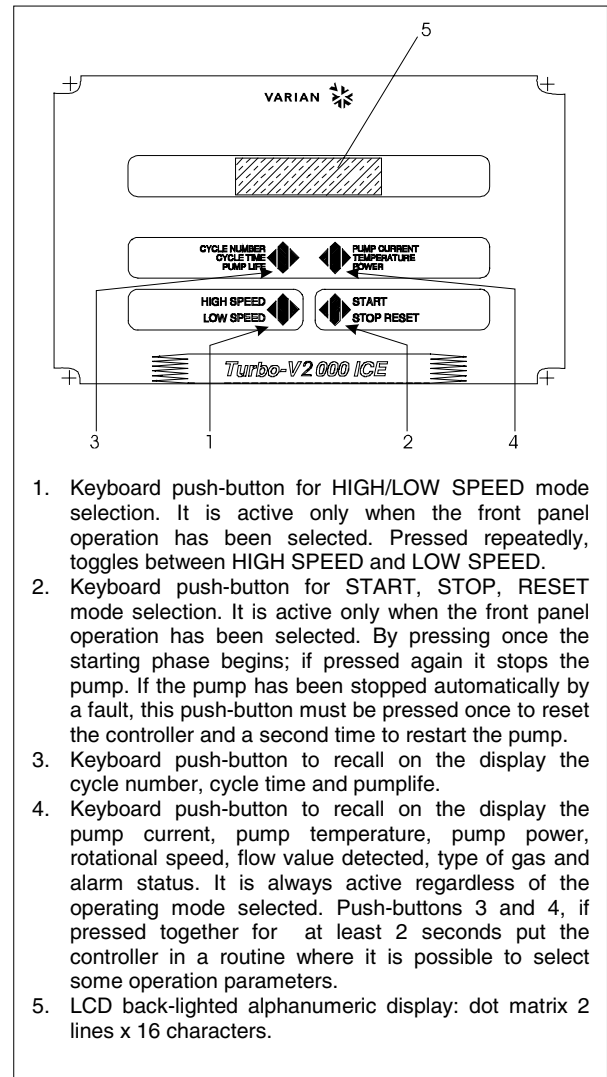 5
VARIAN
CYCLE NUMBER
CYCLE TIME
PUMP LIFE
PUMP CURRENT
TEMPERATURE
POWER
HIGH SPEED
LOW SPEED
START
STOP RESET
Turbo-V2000 ICE
3 1 2 4
1. Keyboard push-button for HIGH/LOW SPEED mode
selection. It is active only when the front panel
operation has been selected. Pressed repeatedly,
toggles between HIGH SPEED and LOW SPEED.
2. Keyboard push-button for START, STOP, RESET
mode selection. It is active only when the front panel
operation has been selected. By pressing once the
starting phase begins; if pressed again it stops the
pump. If the pump has been stopped automatically by
a fault, this push-button must be pressed once to reset
the controller and a second time to restart the pump.
3. Keyboard push-button to recall on the display the
cycle number, cycle time and pumplife.
4. Keyboard push-button to recall on the display the
pump current, pump temperature, pump power,
rotational speed, flow value detected, type of gas and
alarm status. It is always active regardless of the
operating mode selected. Push-buttons 3 and 4, if
pressed together for at least 2 seconds put the
controller in a routine where it is possible to select
some operation parameters.
5. LCD back-lighted alphanumeric display: dot matrix 2
lines x 16 characters.